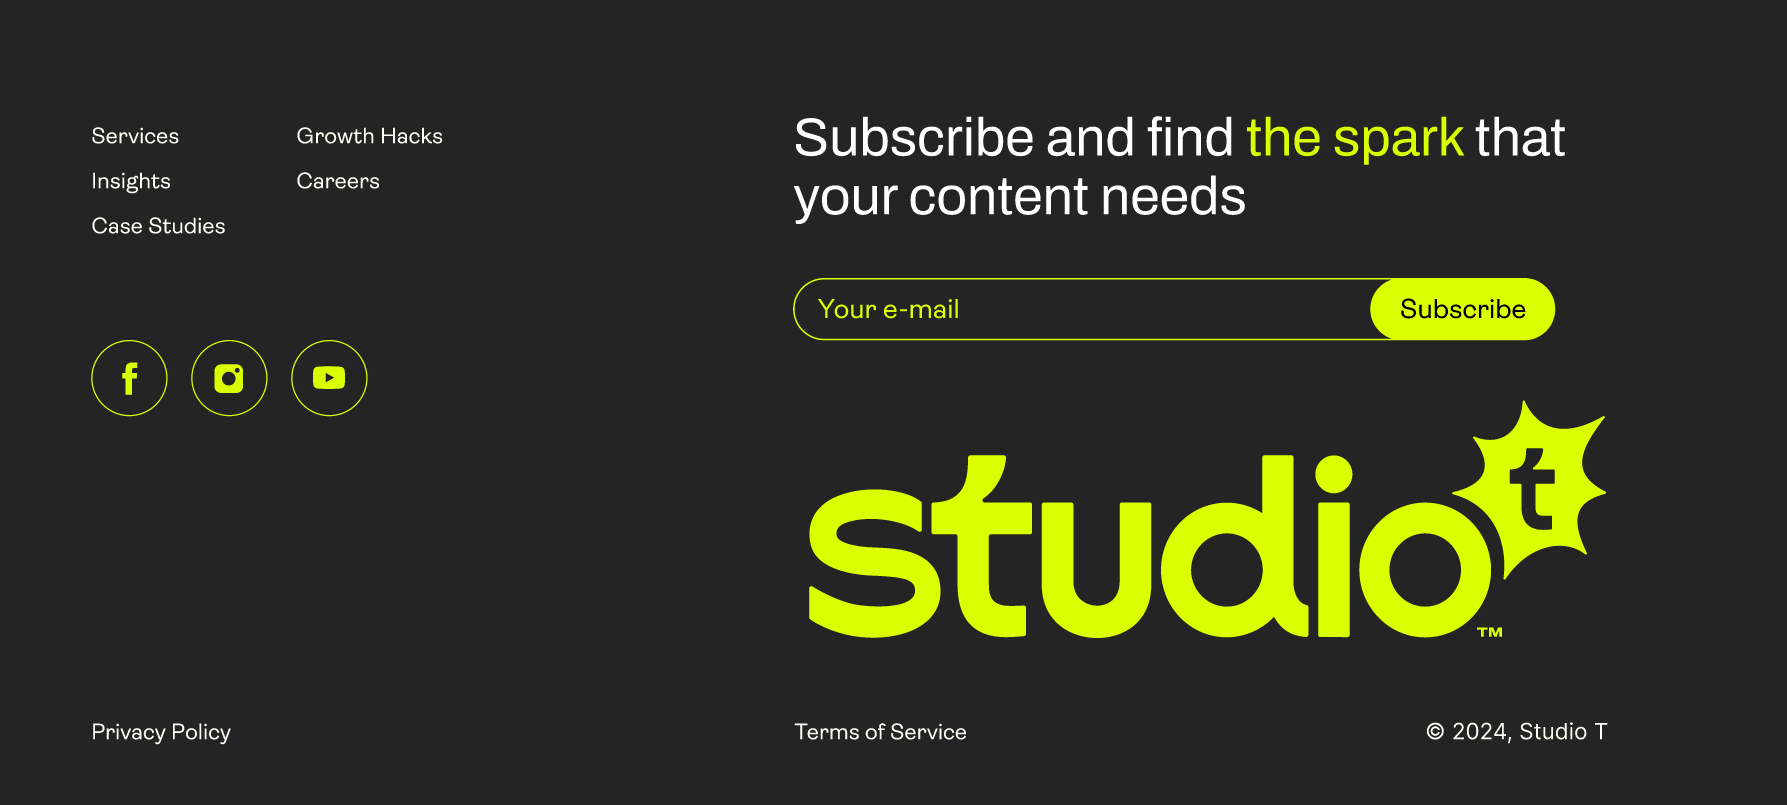 Services
Insights
Case Studies
Growth Hacks
Careers
Subscribe and find the spark that
your content needs
Your e-mail
Subscribe
studio
t
™
Privacy Policy
Terms of Service
© 2024, Studio T